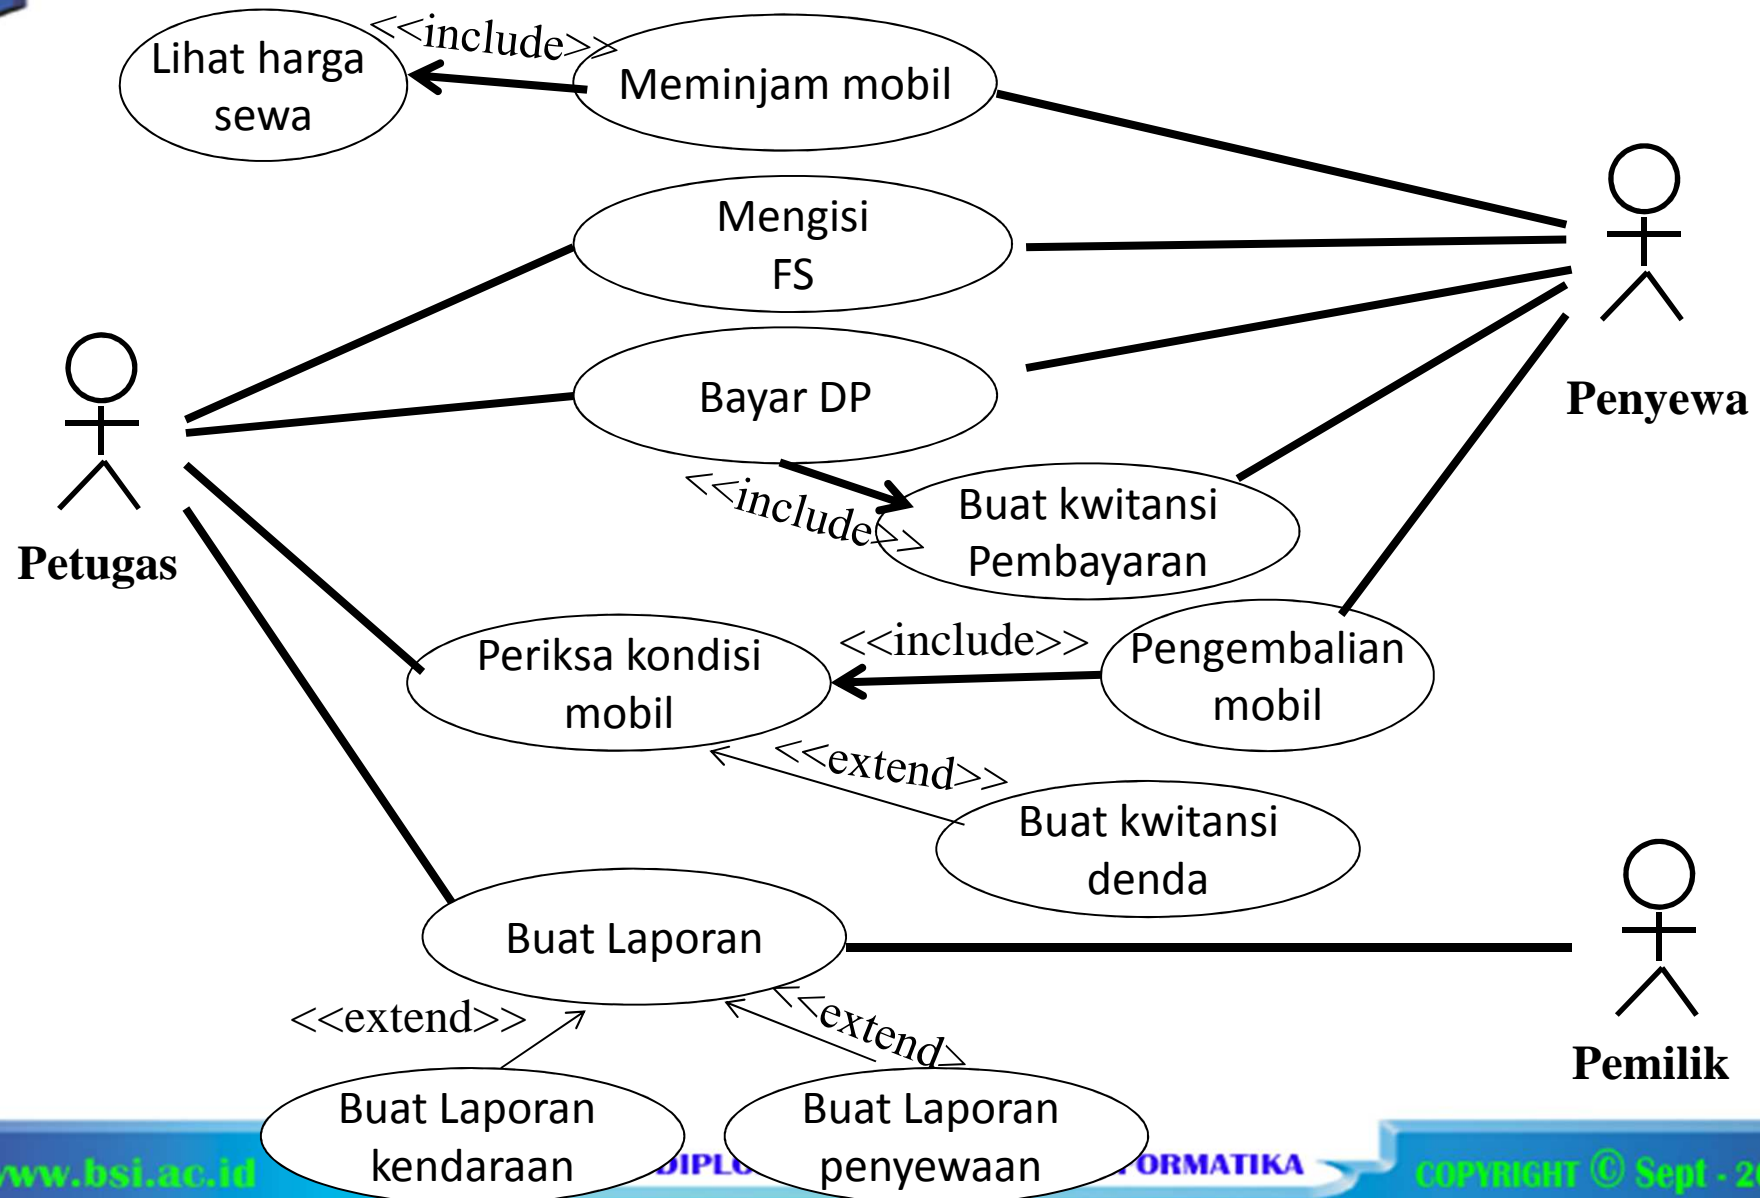 <<include>>
Lihat harga
sewa
Meminjam mobil
Mengisi
FS
Bayar DP
Penyewa
<<include>>
Buat kwitansi
Pembayaran
Petugas
Periksa kondisi
mobil
<<include>>
Pengembalian
mobil
<<extend>>
Buat kwitansi
denda
Buat Laporan
<<extend>>
<<extend>
Pemilik
Buat Laporan
kendaraan
Buat Laporan
penyewaan
www.bsi.ac.id
COPYRIGHT © Sept - 2